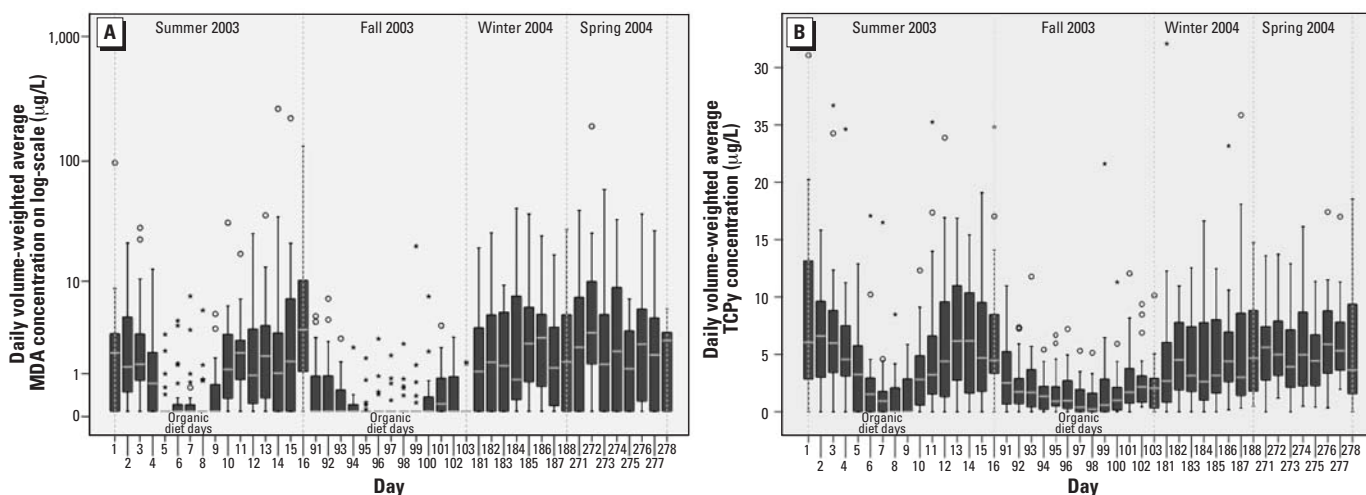 A
Summer 2003
Fall 2003
Winter 2004
Spring 2004
Daily volume-weighted average
MDA concentration on log-scale (μg/L)
1,000
100
10
1
0
Organic
diet days
Organic
diet days
1 3 5 7 9 11 13 15 91 93 95 97 99 101 103 182 184 186 188 272 274 276 278
2 4 6 8 10 12 14 16 92 94 96 98 100 102 181 183 185 187 271 273 275 277
Day
B
Summer 2003
Fall 2003
Winter 2004
Spring 2004
Daily volume-weighted average
TCPy concentration (μg/L)
30
35
25
20
15
10
5
0
Organic
diet days
Organic
diet days
1 3 5 7 9 11 13 15 91 93 95 97 99 101 103 182 184 186 188 272 274 276 278
2 4 6 8 10 12 14 16 92 94 96 98 100 102 181 183 185 187 271 273 275 277
Day